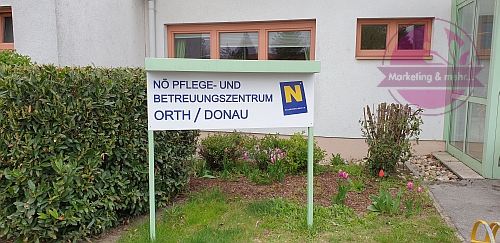 NÖ PFLEGE- UND
BETREUUNGSZENTRUM
ORTH / DONAU
N
Marketing & mehr...